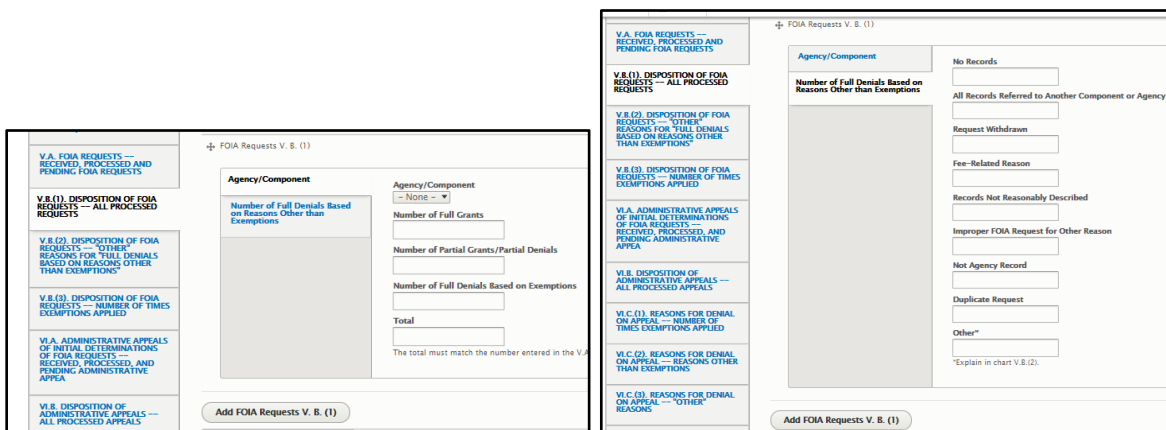 V.A. FOIA REQUESTS --
RECEIVED, PROCESSED AND
PENDING FOIA REQUESTS
V.B.(1). DISPOSITION OF FOIA
REQUESTS -- ALL PROCESSED
REQUESTS
V.B.(2). DISPOSITION OF FOIA
REQUESTS -- "OTHER"
REASONS FOR "FULL DENIALS
BASED ON REASONS OTHER
THAN EXEMPTIONS"
V.B.(3). DISPOSITION OF FOIA
REQUESTS -- NUMBER OF TIMES
EXEMPTIONS APPLIED
VI.A. ADMINISTRATIVE APPEALS
OF INITIAL DETERMINATIONS
OF FOIA REQUESTS --
RECEIVED, PROCESSED, AND
PENDING ADMINISTRATIVE
APPEA
VI.B. DISPOSITION OF
ADMINISTRATIVE APPEALS --
ALL PROCESSED APPEALS
FOIA Requests V. B. (1)
Agency/Component
Number of Full Denials Based
on Reasons Other than
Exemptions
Agency/Component
- None -
Number of Full Grants
Number of Partial Grants/Partial Denials
Number of Full Denials Based on Exemptions
Total
The total must match the number entered in the V.A
Add FOIA Requests V. B. (1)
V.A. FOIA REQUESTS --
RECEIVED, PROCESSED AND
PENDING FOIA REQUESTS
V.B.(1). DISPOSITION OF FOIA
REQUESTS -- ALL PROCESSED
REQUESTS
V.B.(2). DISPOSITION OF FOIA
REQUESTS -- "OTHER"
REASONS FOR "FULL DENIALS
BASED ON REASONS OTHER
THAN EXEMPTIONS"
V.B.(3). DISPOSITION OF FOIA
REQUESTS -- NUMBER OF TIMES
EXEMPTIONS APPLIED
VI.A. ADMINISTRATIVE APPEALS
OF INITIAL DETERMINATIONS
OF FOIA REQUESTS --
RECEIVED, PROCESSED, AND
PENDING ADMINISTRATIVE
APPEA
VI.B. DISPOSITION OF
ADMINISTRATIVE APPEALS --
ALL PROCESSED APPEALS
VI.C.(1). REASONS FOR DENIAL
ON APPEAL -- NUMBER OF
TIMES EXEMPTIONS APPLIED
VI.C.(2). REASONS FOR DENIAL
ON APPEAL -- REASONS OTHER
THAN EXEMPTIONS
VI.C.(3). REASONS FOR DENIAL
ON APPEAL -- "OTHER"
REASONS
FOIA Requests V. B. (1)
Agency/Component
Number of Full Denials Based on
Reasons Other than Exemptions
No Records
All Records Referred to Another Component or Agency
Request Withdrawn
Fee-Related Reason
Records Not Reasonably Described
Improper FOIA Request for Other Reason
Not Agency Record
Duplicate Request
Other*
*Explain in chart V.B.(2).
Add FOIA Requests V. B. (1)